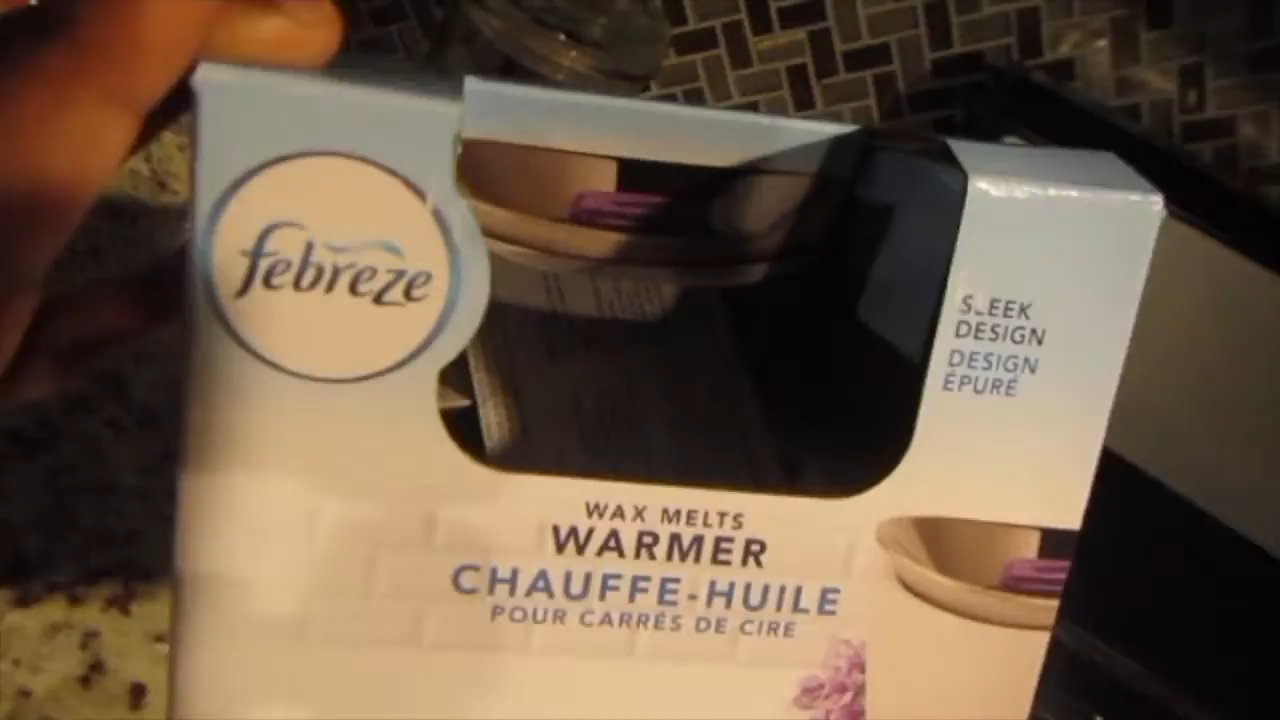 febreze
SLEEK
DESIGN
DESIGN
ÉPURÉ
WAX MELTS
WARMER
CHAUFFE-HUILE
POUR CARRÉS DE CIRE